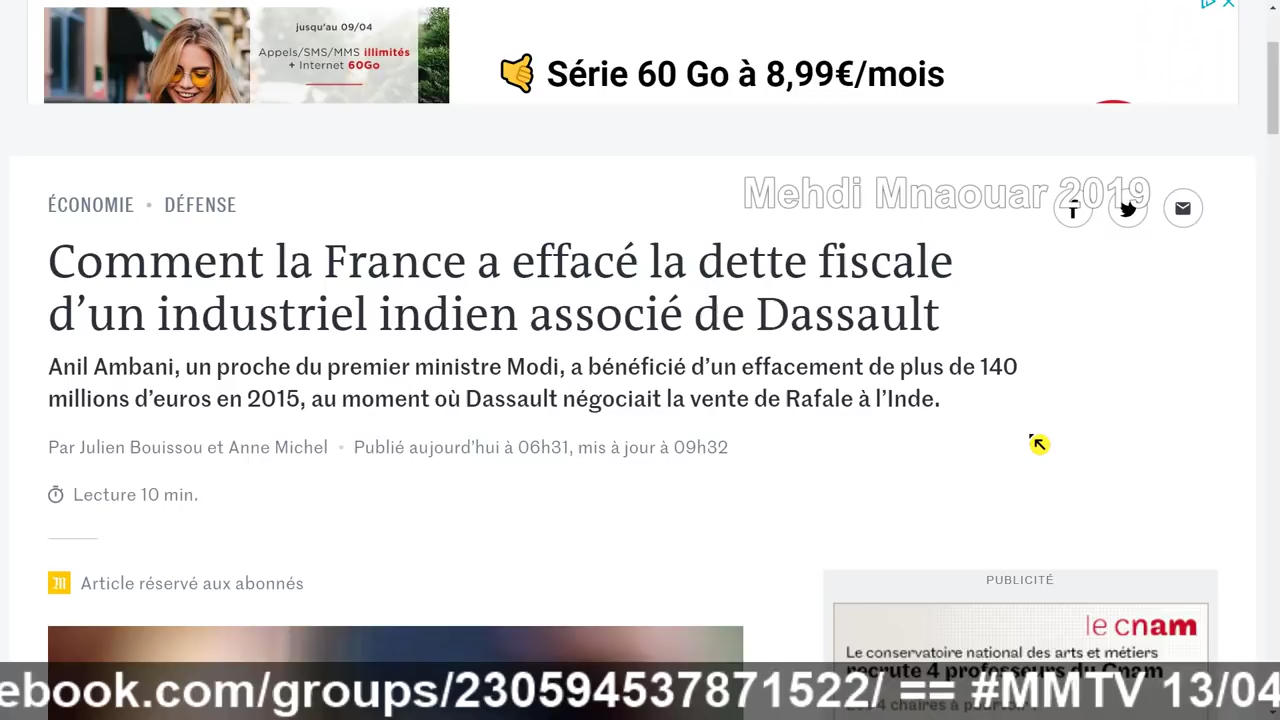 jusqu'au 09/04
Appels/SMS/MMS illimités
+ Internet 60Go
Série 60 Go à 8,99€/mois
ÉCONOMIE • DÉFENSE
Mehdi Mnaouar 2019
Comment la France a effacé la dette fiscale
d’un industriel indien associé de Dassault
Anil Ambani, un proche du premier ministre Modi, a bénéficié d’un effacement de plus de 140
millions d’euros en 2015, au moment où Dassault négociait la vente de Rafale à l’Inde.
Par Julien Bouissou et Anne Michel • Publié aujourd’hui à 06h31, mis à jour à 09h32
Lecture 10 min.
Article réservé aux abonnés
PUBLICITÉ
le cnam
Le conservatoire national des arts et métiers
recrute 4 professeurs du Cnam
ebook.com/groups/230594537871522/ == #MMTV 13/04